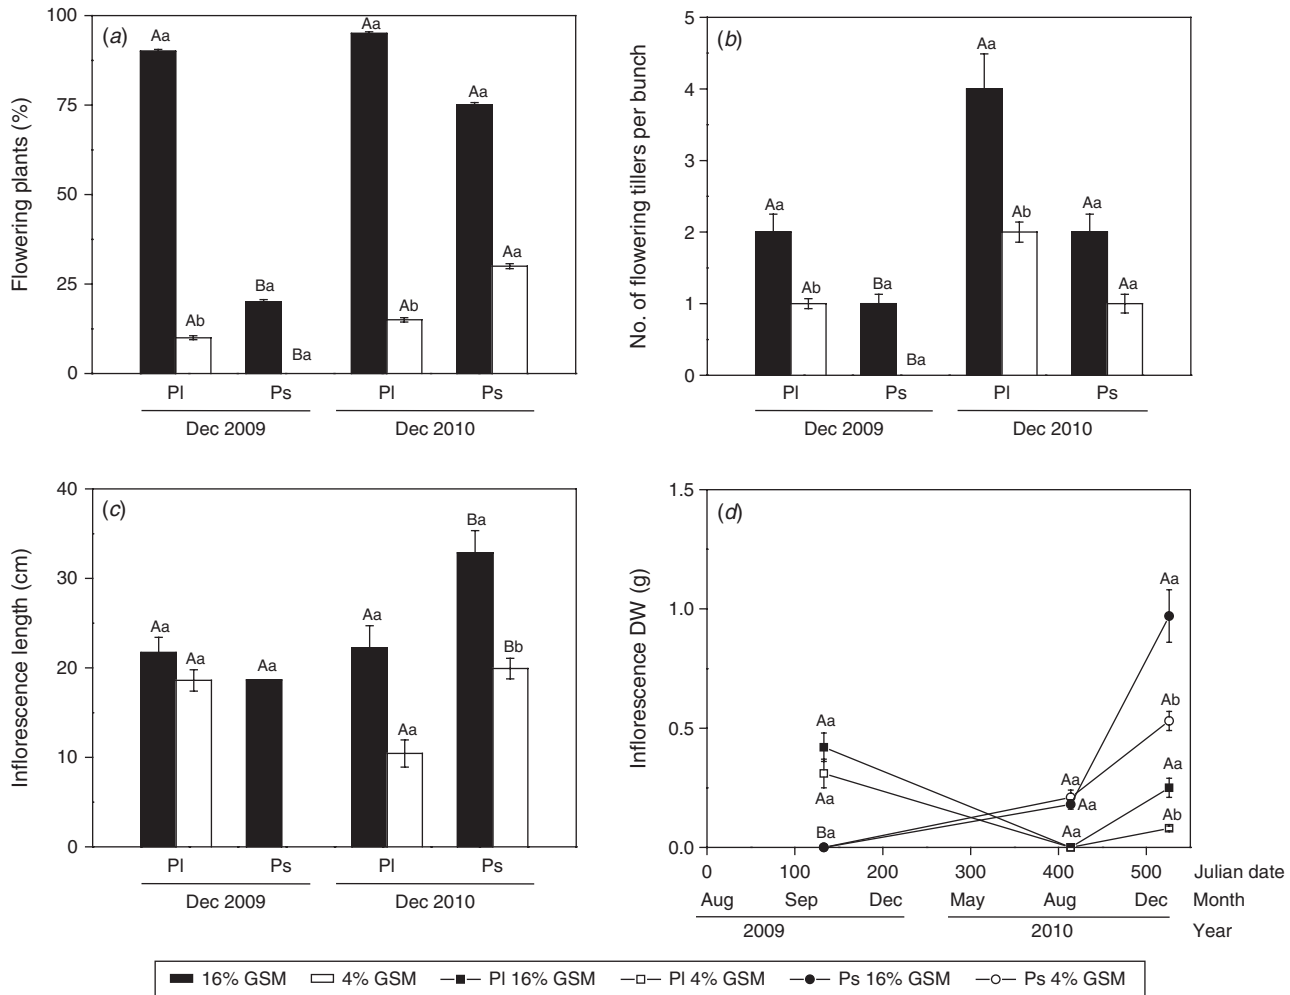 (a)
Flowering plants (%)
100
75
50
25
0
Aa
Ab
Ba
Ba
Aa
Ab
Aa
Aa
Pl Ps Pl Ps
Dec 2009 Dec 2010
(b)
No. of flowering tillers per bunch
5
4
3
2
1
0
Aa
Ab
Ba
Ba
Aa
Ab
Aa
Aa
Pl Ps Pl Ps
Dec 2009 Dec 2010
(c)
Inflorescence length (cm)
40
30
20
10
0
Aa
Aa
Aa
Aa
Aa
Ba
Bb
Pl Ps Pl Ps
Dec 2009 Dec 2010
(d)
Inflorescence DW (g)
1.5
1.0
0.5
0.0
Aa
Aa
Ba
Aa
Aa
Aa
Aa
Ab
Aa
Ab
0 100 200 300 400 500 Julian date
Aug Sep Dec May Aug Dec Month
2009 2010 Year
16% GSM 4% GSM Pl 16% GSM Pl 4% GSM Ps 16% GSM Ps 4% GSM